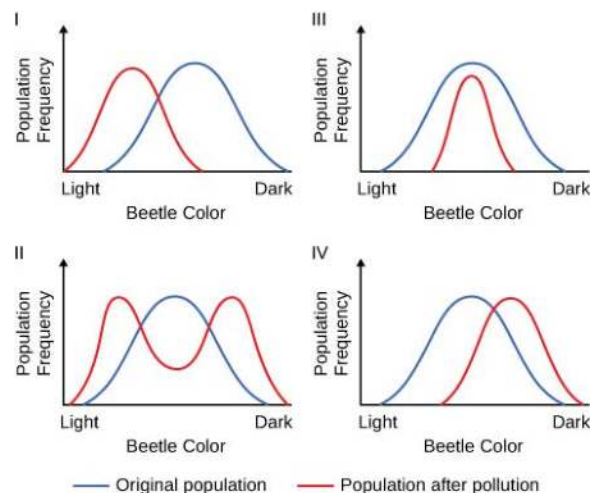 I
Population
Frequency
Light Dark
Beetle Color
III
Population
Frequency
Light Dark
Beetle Color
II
Population
Frequency
Light Dark
Beetle Color
IV
Population
Frequency
Light Dark
Beetle Color
Original population Population after pollution